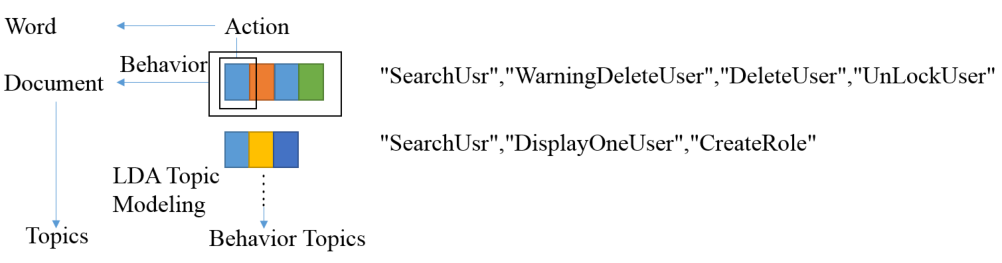 Word
Action
Behavior
Document
"SearchUsr","WarningDeleteUser","DeleteUser","UnLockUser"
"SearchUsr","DisplayOneUser","CreateRole"
LDA Topic
Modeling
Topics
Behavior Topics